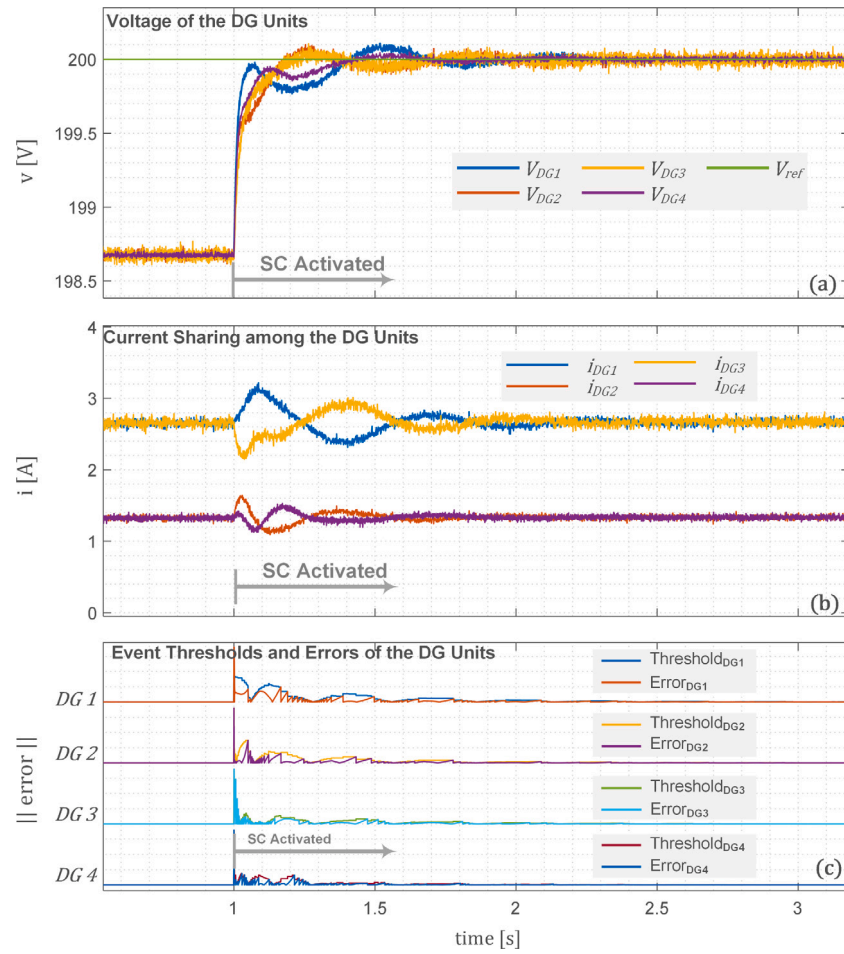 Voltage of the DG Units
200
199.5
199
198.5
v [V]
V_DG1 V_DG3 V_ref
V_DG2 V_DG4
SC Activated
(a)
4
3
2
1
0
i [A]
Current Sharing among the DG Units
i_DG1 i_DG3
i_DG2 i_DG4
SC Activated
(b)
Event Thresholds and Errors of the DG Units
|| error ||
DG 1
DG 2
DG 3
DG 4
Threshold_DG1
Error_DG1
Threshold_DG2
Error_DG2
Threshold_DG3
Error_DG3
SC Activated
Threshold_DG4
Error_DG4
(c)
1 1.5 2 2.5 3
time [s]